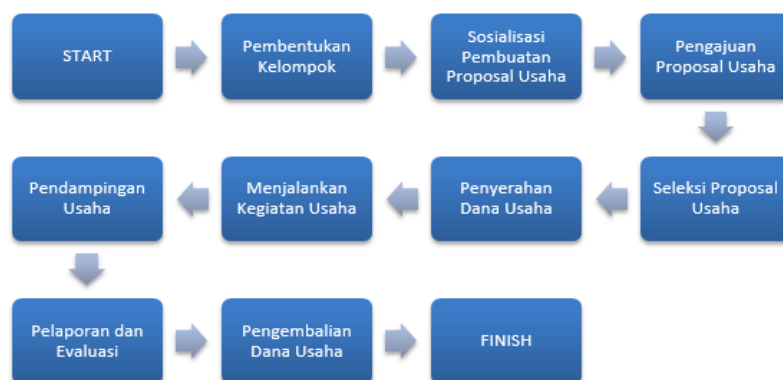 START
Pembentukan
Kelompok
Sosialisasi
Pembuatan
Proposal Usaha
Pengajuan
Proposal Usaha
Seleksi Proposal
Usaha
Penyerahan
Dana Usaha
Menjalankan
Kegiatan Usaha
Pendampingan
Usaha
Pelaporan dan
Evaluasi
Pengembalian
Dana Usaha
FINISH